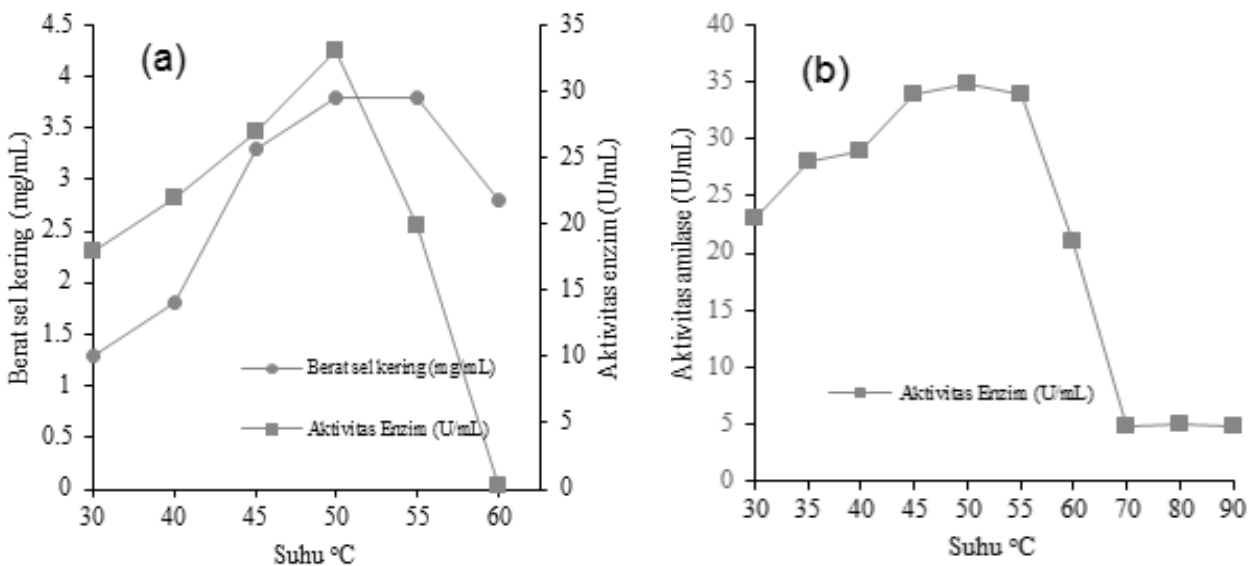 (a)
Berat sel kering (mg/mL)
4.5
4
3.5
3
2.5
2
1.5
1
0.5
0
35
30
25
20
15
10
5
0
Aktivitas enzim (U/mL)
Berat sel kering (mg/mL)
Aktivitas Enzim (U/mL)
30 40 45 50 55 60
Suhu °C
(b)
Aktivitas amilase (U/mL)
40
35
30
25
20
15
10
5
0
Aktivitas Enzim (U/mL)
30 35 40 45 50 55 60 70 80 90
Suhu °C